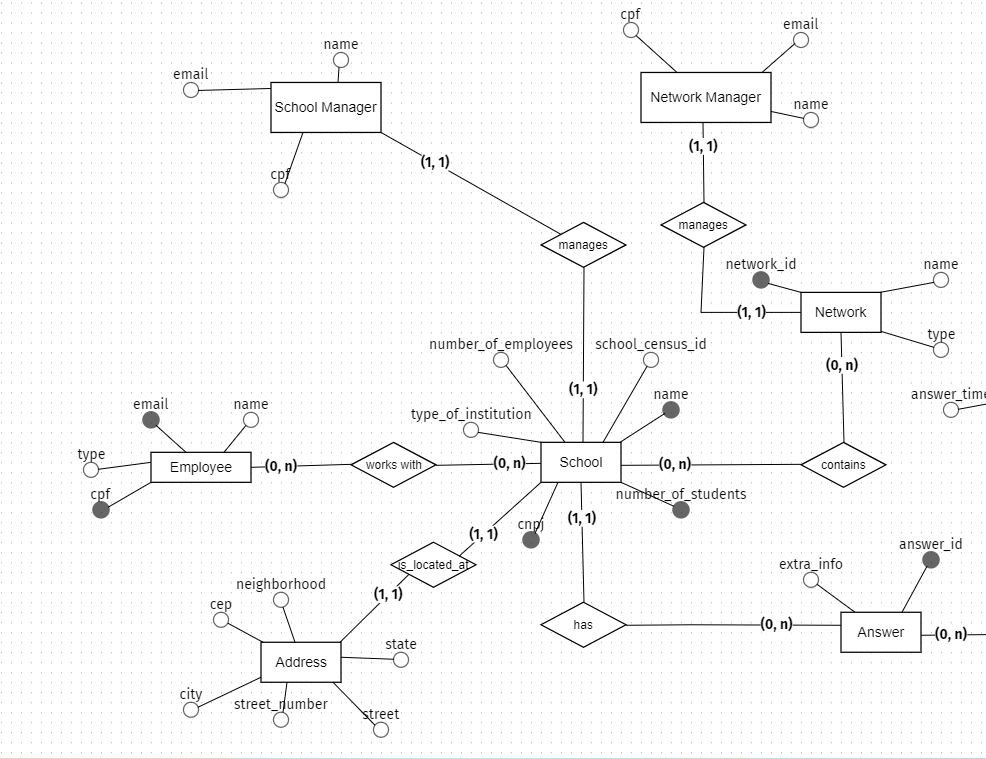 cpf
email
name
email
name
School Manager
Network Manager
cpf
(1, 1)
(1, 1)
manages
manages
network_id
name
(1, 1)
Network
type
(0, n)
number_of_employees
school_census_id
(1, 1)
name
answer_time
type_of_institution
email
name
type
Employee
(0, n)
works with
(0, n)
School
(0, n)
contains
cpf
number_of_students
cnpj
(1, 1)
(1, 1)
is_located_at
answer_id
extra_info
neighborhood
(1, 1)
cep
has
(0, n)
Answer
(0, n)
state
Address
city
street_number
street